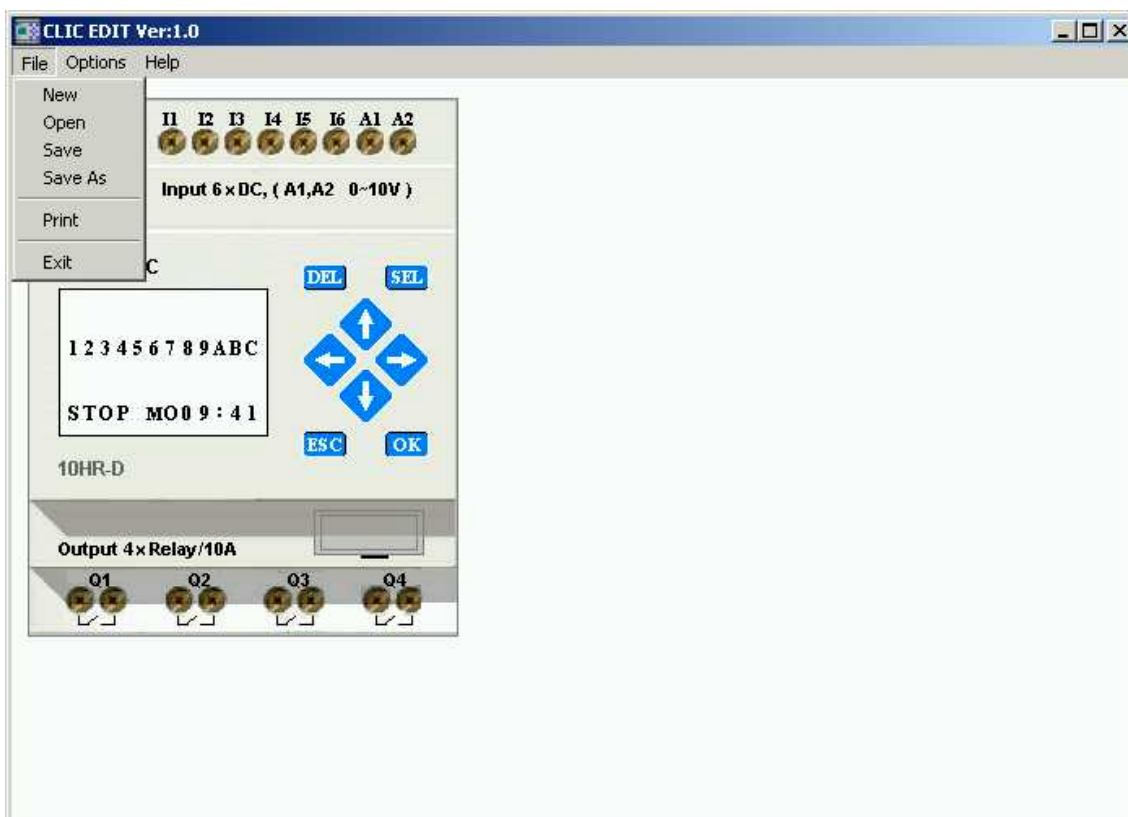 CLIC EDIT Ver:1.0
File Options Help
New
Open
Save
Save As
Print
Exit
I1 I2 I3 I4 I5 I6 A1 A2
Input 6×DC, ( A1,A2 0~10V )
C
DEL SEL
123456789ABC
STOP MO09:41
ESC OK
10HR-D
Output 4×Relay/10A
Q1 Q2 Q3 Q4